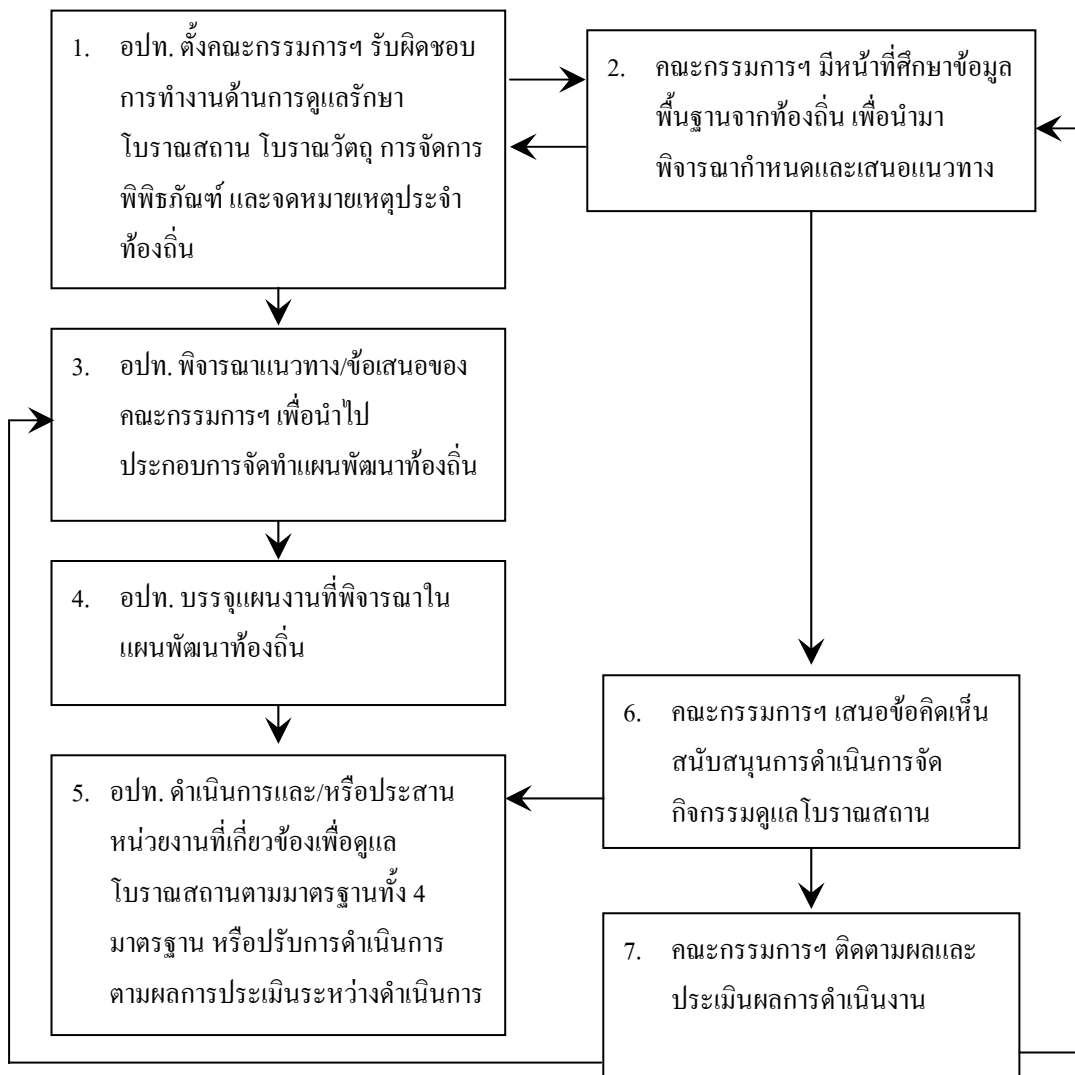 1. อปท. ตั้งคณะกรรมการฯ รับผิดชอบ
การทำงานด้านการดูแลรักษา
โบราณสถาน โบราณวัตถุ การจัดการ
พิพิธภัณฑ์ และจดหมายเหตุประจำ
ท้องถิ่น
2. คณะกรรมการฯ มีหน้าที่ศึกษาข้อมูล
พื้นฐานจากท้องถิ่น เพื่อนำมา
พิจารณากำหนดและเสนอแนวทาง
3. อปท. พิจารณาแนวทาง/ข้อเสนอของ
คณะกรรมการฯ เพื่อนำไป
ประกอบการจัดทำแผนพัฒนาท้องถิ่น
4. อปท. บรรจุแผนงานที่พิจารณาใน
แผนพัฒนาท้องถิ่น
5. อปท. ดำเนินการและ/หรือประสาน
หน่วยงานที่เกี่ยวข้องเพื่อดูแล
โบราณสถานตามมาตรฐานทั้ง 4
มาตรฐาน หรือปรับการดำเนินการ
ตามผลการประเมินระหว่างดำเนินการ
6. คณะกรรมการฯ เสนอข้อคิดเห็น
สนับสนุนการดำเนินการจัด
กิจกรรมดูแลโบราณสถาน
7. คณะกรรมการฯ ติดตามผลและ
ประเมินผลการดำเนินงาน